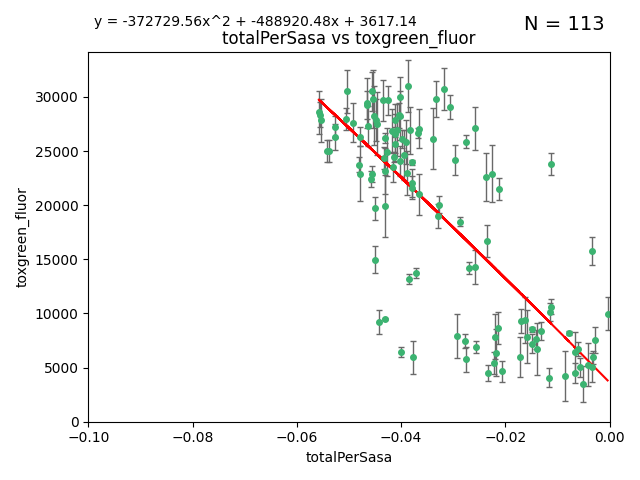 y = -372729.56x^2 + -488920.48x + 3617.14
N = 113
totalPerSasa vs toxgreen_fluor
toxgreen_fluor
30000
25000
20000
15000
10000
5000
0
−0.10
−0.08
−0.06
−0.04
−0.02
0.00
totalPerSasa